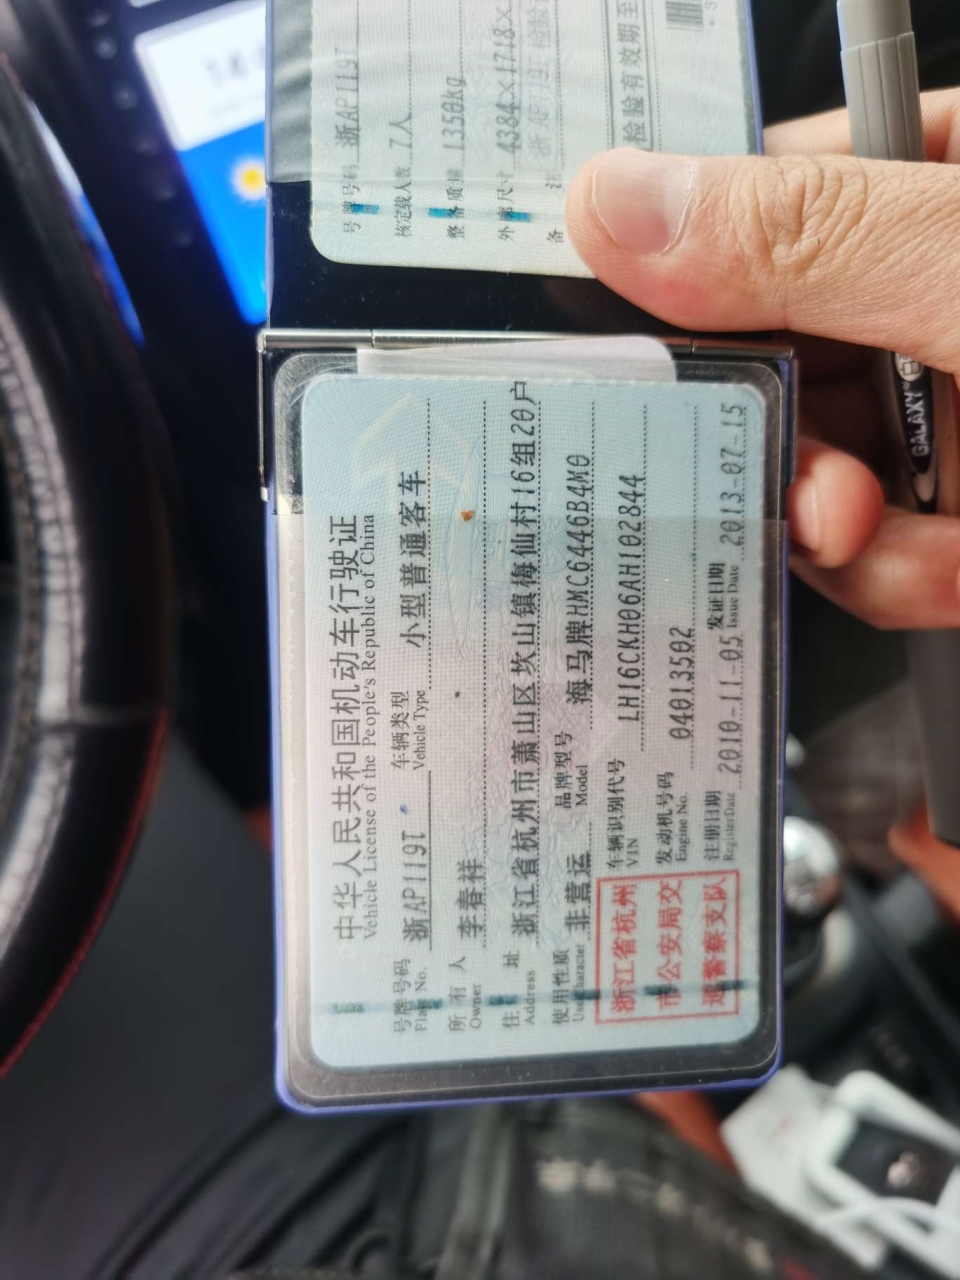 中华人民共和国机动车行驶证
Vehicle License of the People's Republic of China
号牌号码 浙AP119T 车辆类型 小型普通客车
Plate No. Vehicle Type
所有人 李春祥
Owner
住址 浙江省杭州市萧山区坎山镇梅仙村16组20户
Address
使用性质 非营运 品牌型号 海马牌HMC6446B4M0
Use Character Model
浙江省杭州
市公安局交
通警察支队
车辆识别代号 LH16CKH06AH102844
VIN
发动机号码 04013502
Engine No.
注册日期 2010-11-05 发证日期 2013-07-15
Register Date Issue Date
号牌号码 浙AP119T
核定载人数 7人
整备质量 1350kg
外廓尺寸 4384×1718×
备注
检验有效期至
GALAXY